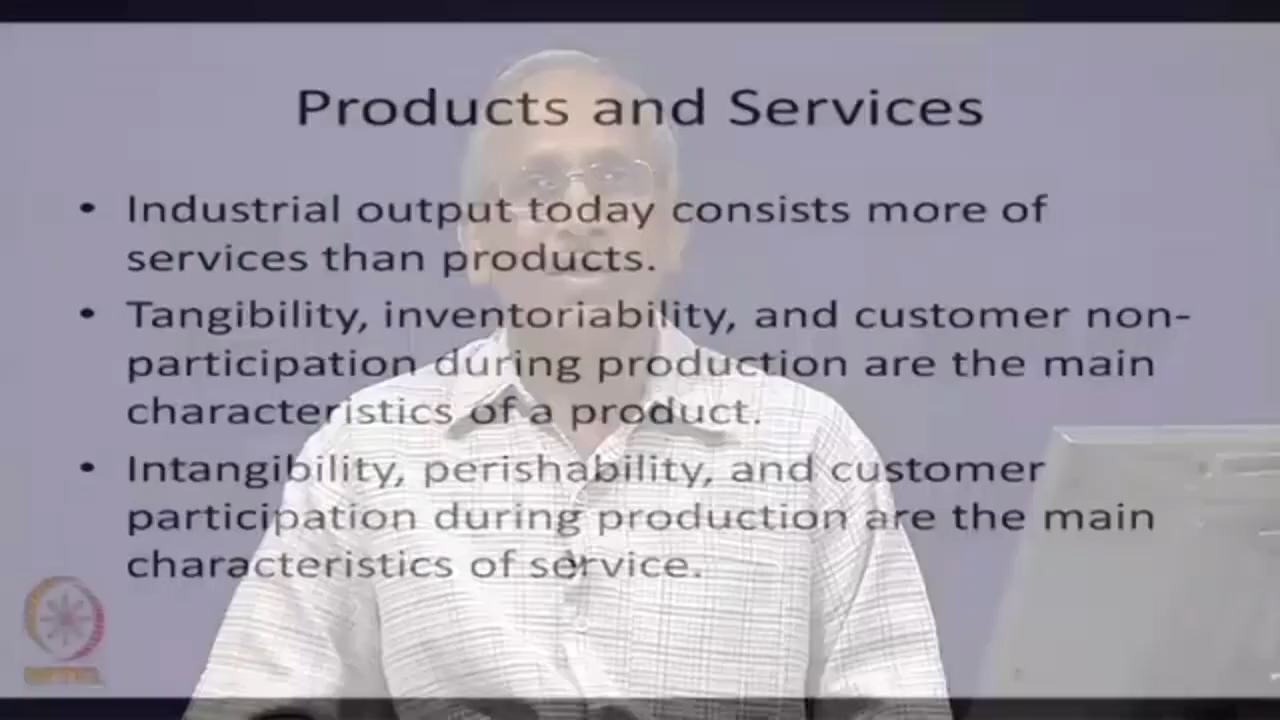 Products and Services
• Industrial output today consists more of
services than products.
• Tangibility, inventoriability, and customer non-
participation during production are the main
characteristics of a product.
• Intangibility, perishability, and customer
participation during production are the main
characteristics of service.
NPTEL